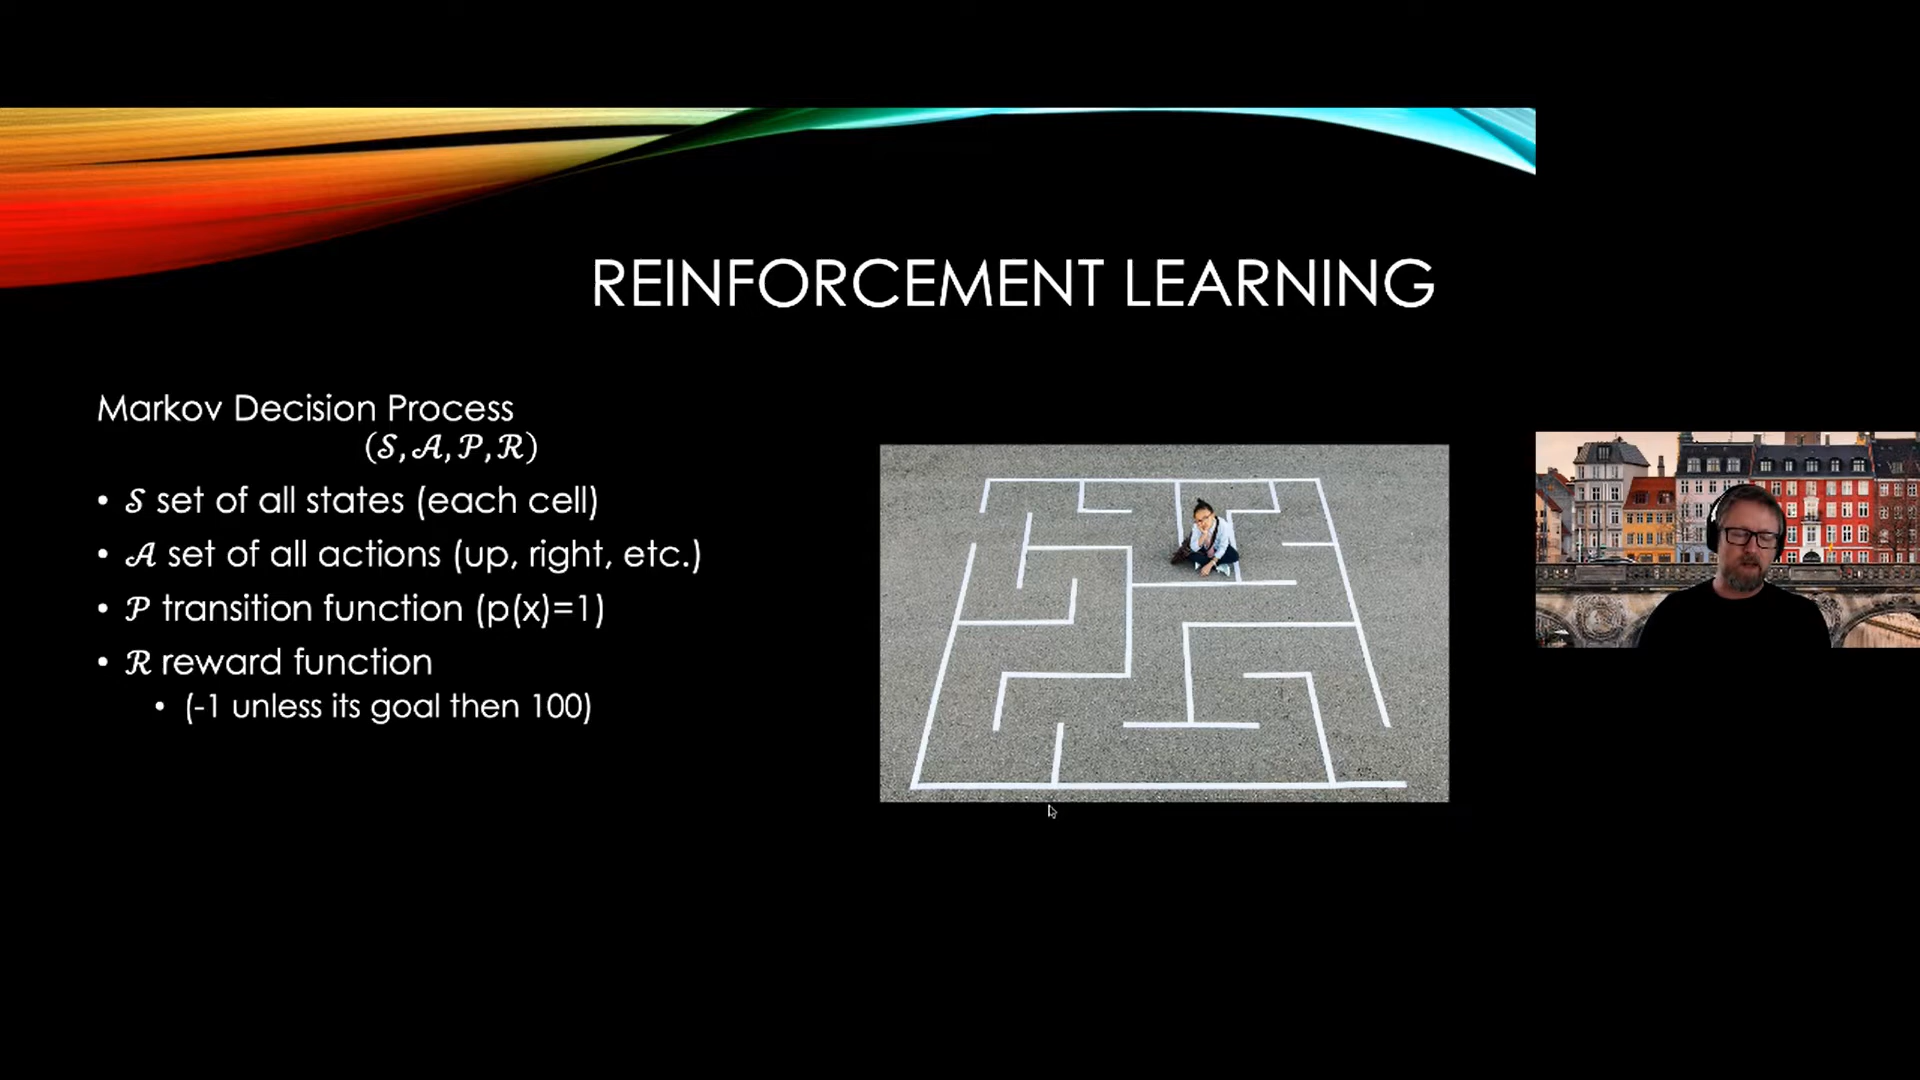 REINFORCEMENT LEARNING
Markov Decision Process
(𝒮, 𝒜, 𝒫, ℛ)
• 𝒮 set of all states (each cell)
• 𝒜 set of all actions (up, right, etc.)
• 𝒫 transition function (p(x)=1)
• ℛ reward function
• (-1 unless its goal then 100)